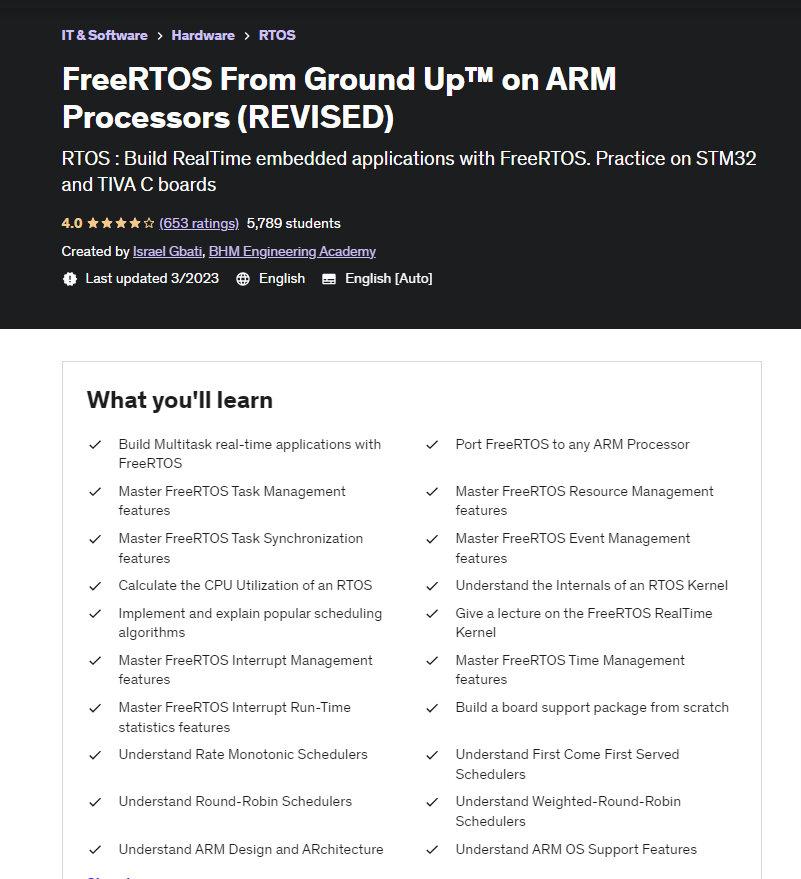 IT & Software > Hardware > RTOS
FreeRTOS From Ground Up™ on ARM
Processors (REVISED)
RTOS : Build RealTime embedded applications with FreeRTOS. Practice on STM32
and TIVA C boards
4.0 (653 ratings) 5,789 students
Created by Israel Gbati, BHM Engineering Academy
Last updated 3/2023 English English [Auto]
What you'll learn
Build Multitask real-time applications with
FreeRTOS
Port FreeRTOS to any ARM Processor
Master FreeRTOS Task Management
features
Master FreeRTOS Resource Management
features
Master FreeRTOS Task Synchronization
features
Master FreeRTOS Event Management
features
Calculate the CPU Utilization of an RTOS
Understand the Internals of an RTOS Kernel
Implement and explain popular scheduling
algorithms
Give a lecture on the FreeRTOS RealTime
Kernel
Master FreeRTOS Interrupt Management
features
Master FreeRTOS Time Management
features
Master FreeRTOS Interrupt Run-Time
statistics features
Build a board support package from scratch
Understand Rate Monotonic Schedulers
Understand First Come First Served
Schedulers
Understand Round-Robin Schedulers
Understand Weighted-Round-Robin
Schedulers
Understand ARM Design and ARchitecture
Understand ARM OS Support Features